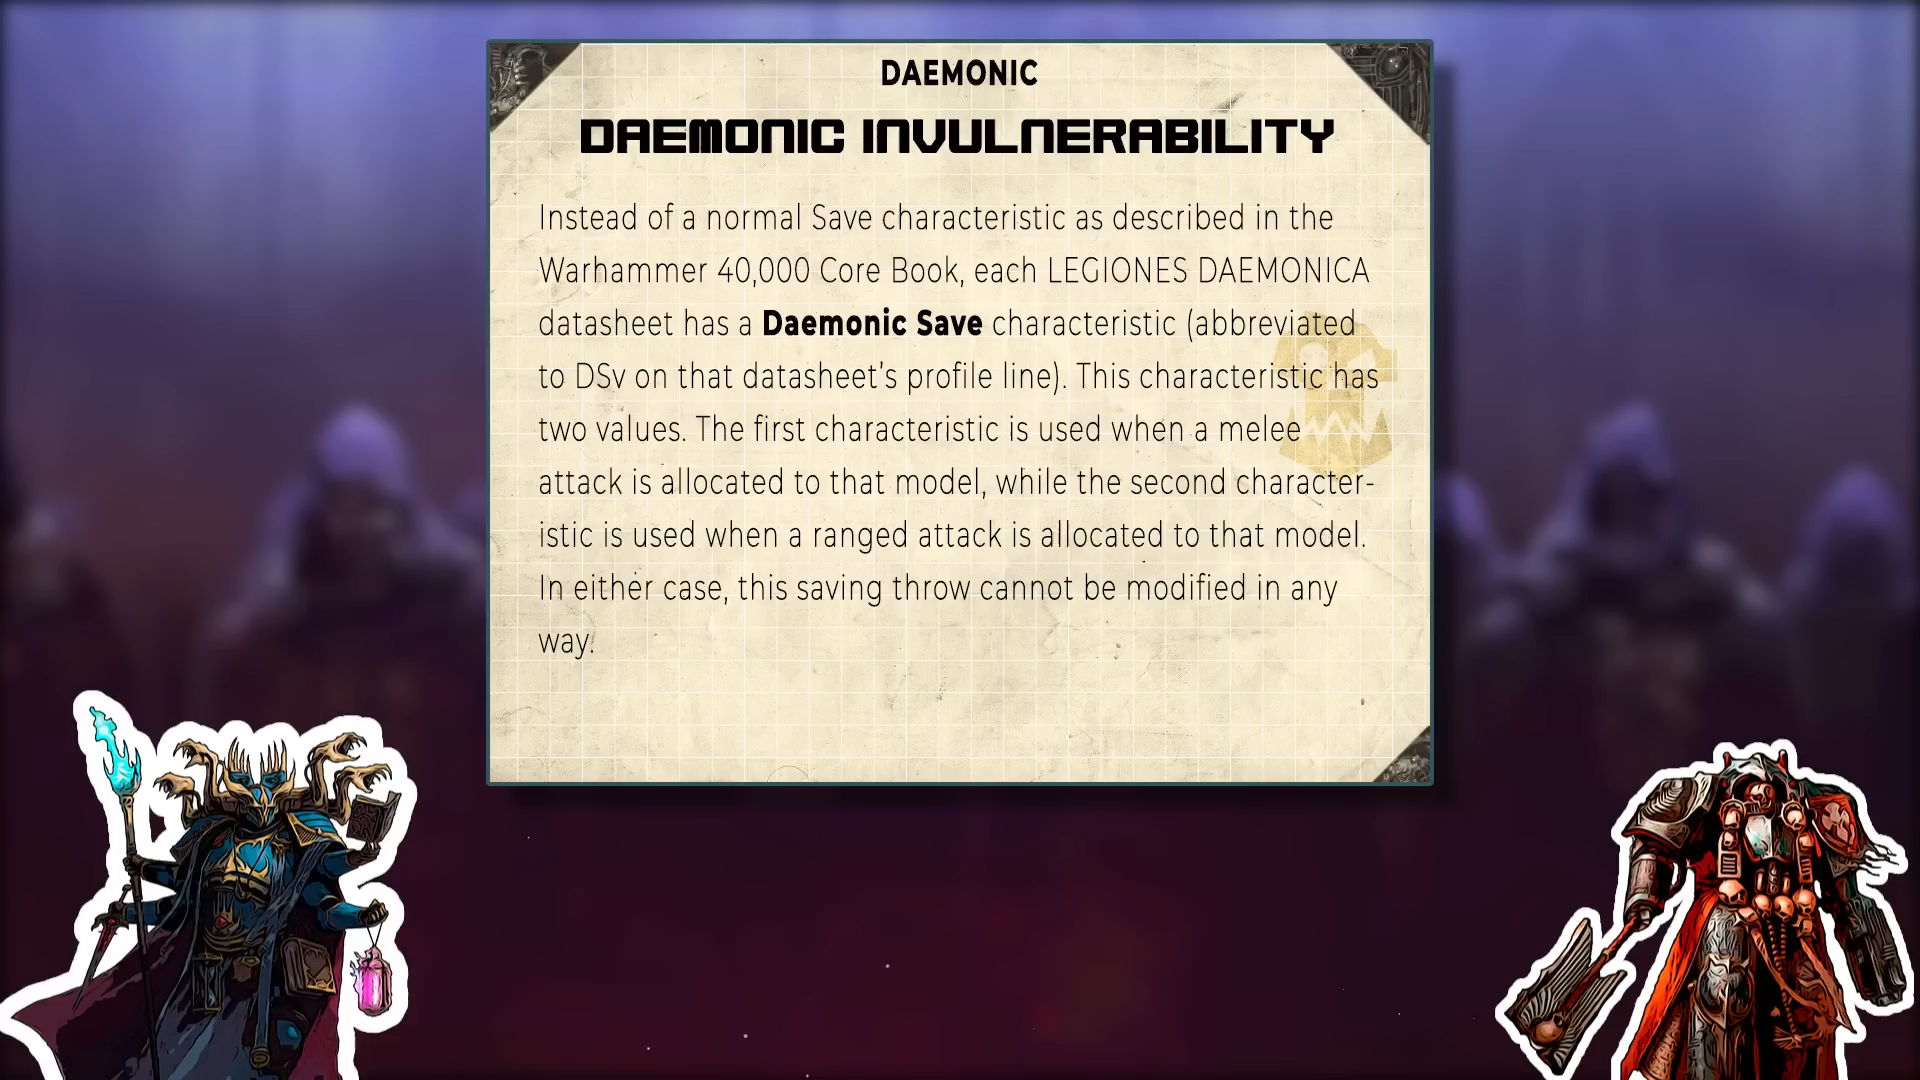 DAEMONIC
DAEMONIC INVULNERABILITY
Instead of a normal Save characteristic as described in the
Warhammer 40,000 Core Book, each LEGIONES DAEMONICA
datasheet has a Daemonic Save characteristic (abbreviated
to DSv on that datasheet's profile line). This characteristic has
two values. The first characteristic is used when a melee
attack is allocated to that model, while the second character-
istic is used when a ranged attack is allocated to that model.
In either case, this saving throw cannot be modified in any
way.